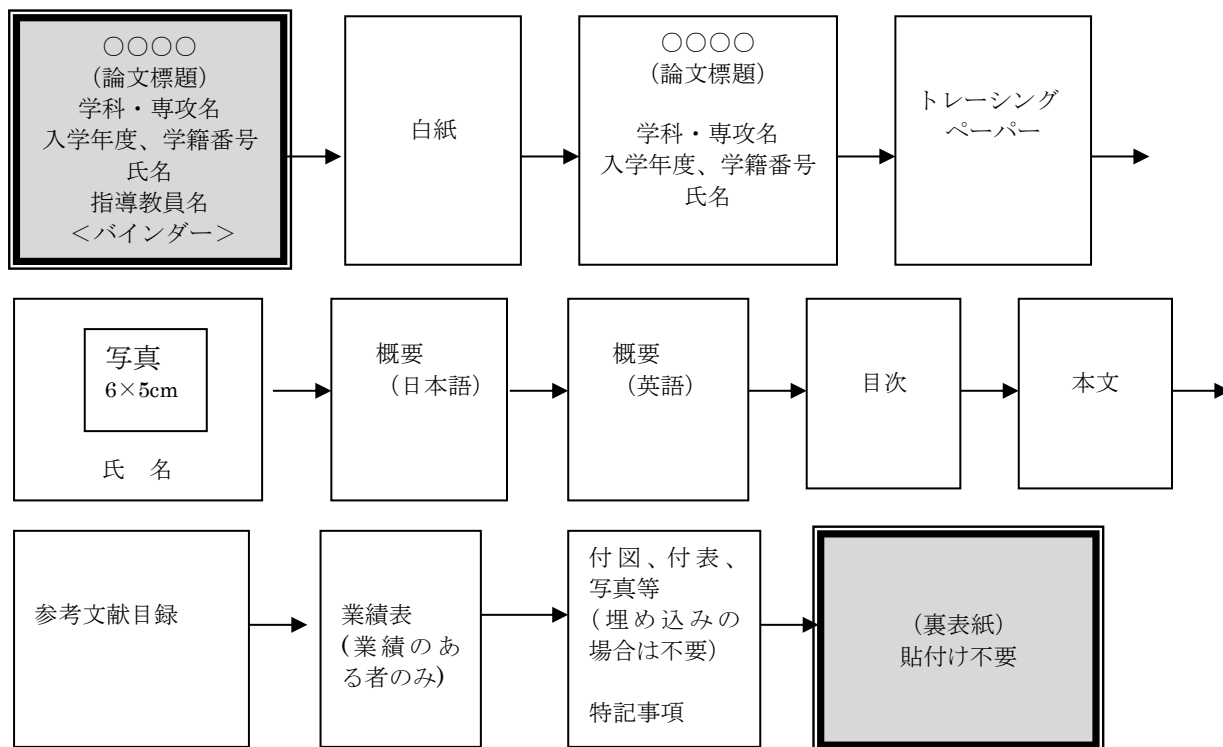 ○○○○
(論文標題)
学科・専攻名
入学年度、学籍番号
氏名
指導教員名
＜バインダー＞
白紙
○○○○
(論文標題)
学科・専攻名
入学年度、学籍番号
氏名
トレーシング
ペーパー
写真
6×5cm
氏　名
概要
（日本語）
概要
（英語）
目次
本文
参考文献目録
業績表
(業績のあ
る者のみ)
付図、付表、
写真等
(埋め込みの
場合は不要)
特記事項
（裏表紙）
貼付け不要